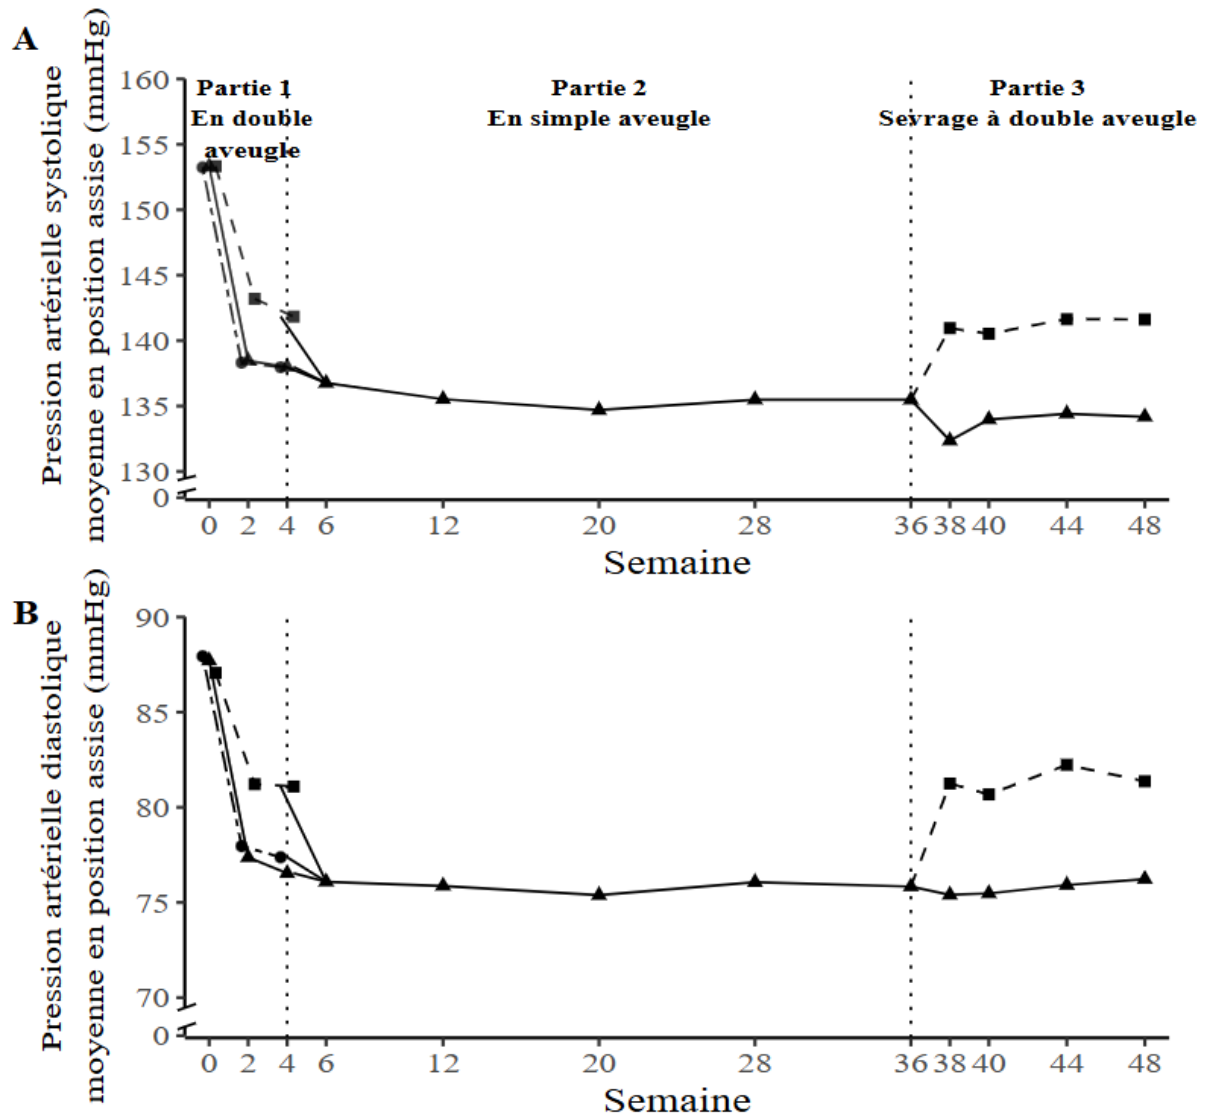 A
Pression artérielle systolique
moyenne en position assise (mmHg)
Partie 1
En double
aveugle
Partie 2
En simple aveugle
Partie 3
Sevrage à double aveugle
160
155
150
145
140
135
130
0
0 2 4 6 12 20 28 36 38 40 44 48
Semaine
B
Pression artérielle diastolique
moyenne en position assise (mmHg)
90
85
80
75
70
0
0 2 4 6 12 20 28 36 38 40 44 48
Semaine